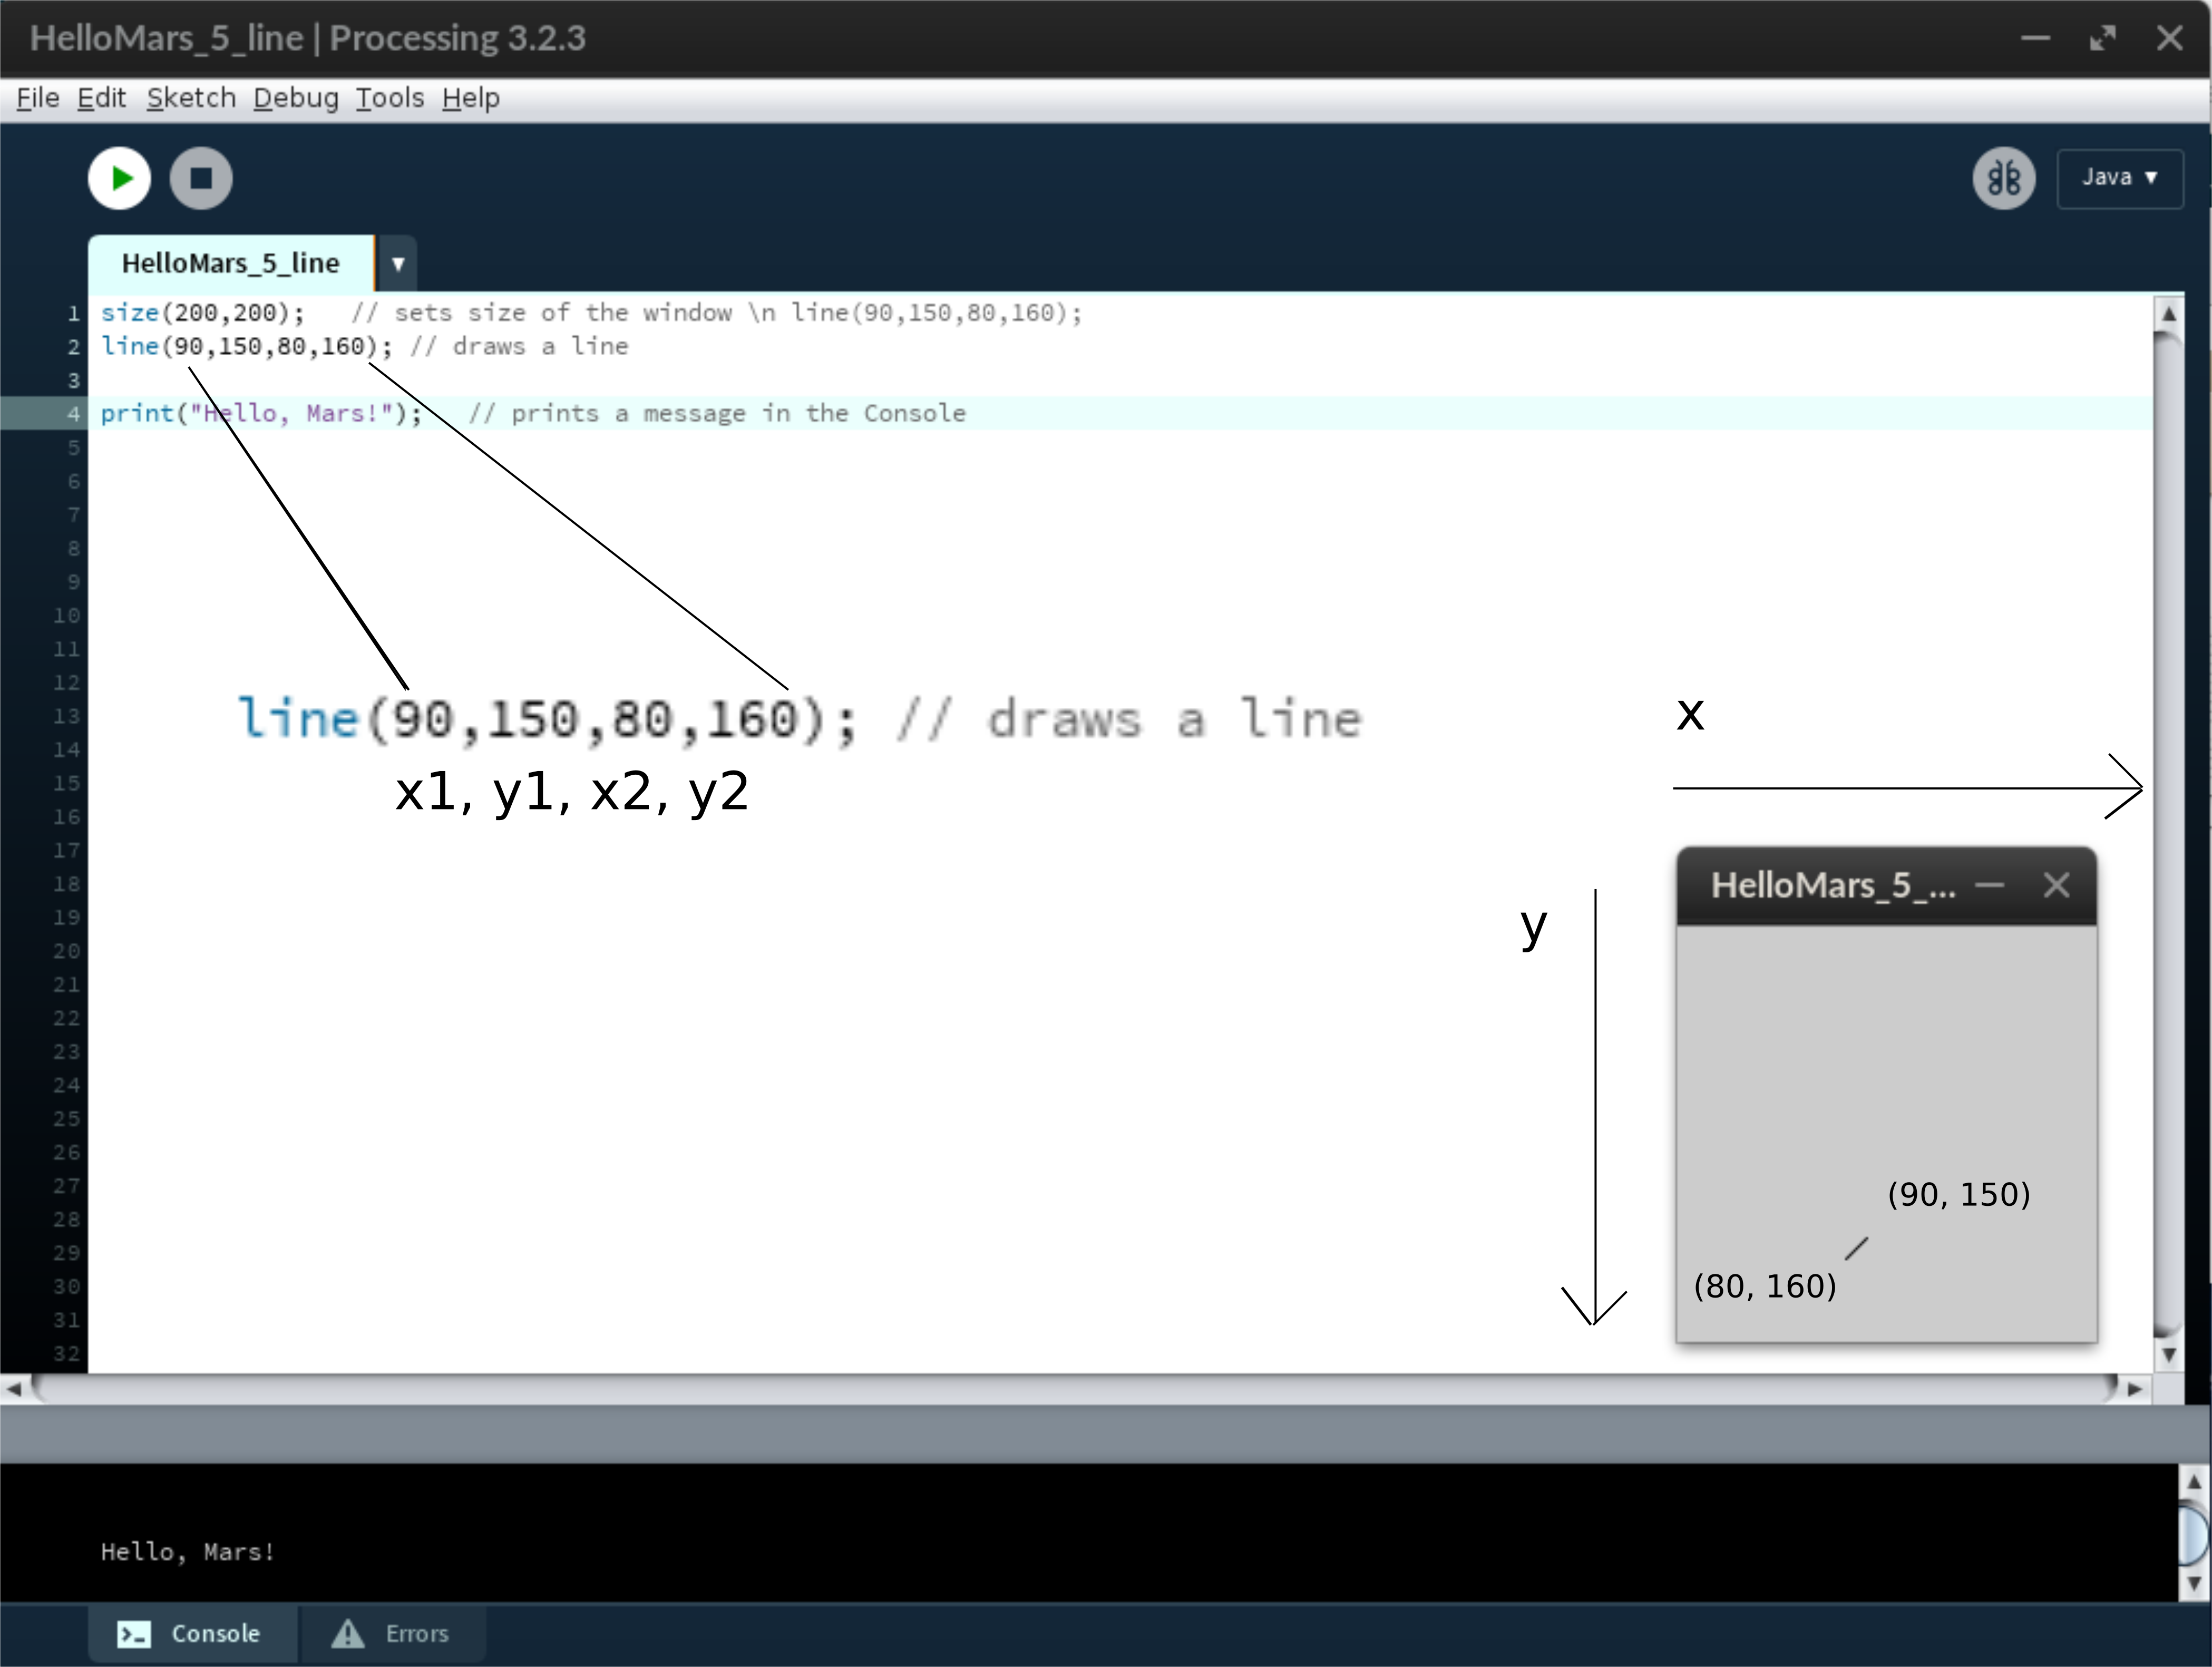 HelloMars_5_line | Processing 3.2.3
File Edit Sketch Debug Tools Help
Java ▼
HelloMars_5_line ▼
1 size(200,200);   // sets size of the window \n line(90,150,80,160);
2 line(90,150,80,160); // draws a line
3
4 print("Hello, Mars!");   // prints a message in the Console
5
6
7
8
9
10
11
12
13
14
15
16
17
18
19
20
21
22
23
24
25
26
27
28
29
30
31
32
line(90,150,80,160); // draws a line
x1, y1, x2, y2
x
y
HelloMars_5_...
(90, 150)
(80, 160)
Hello, Mars!
Console Errors